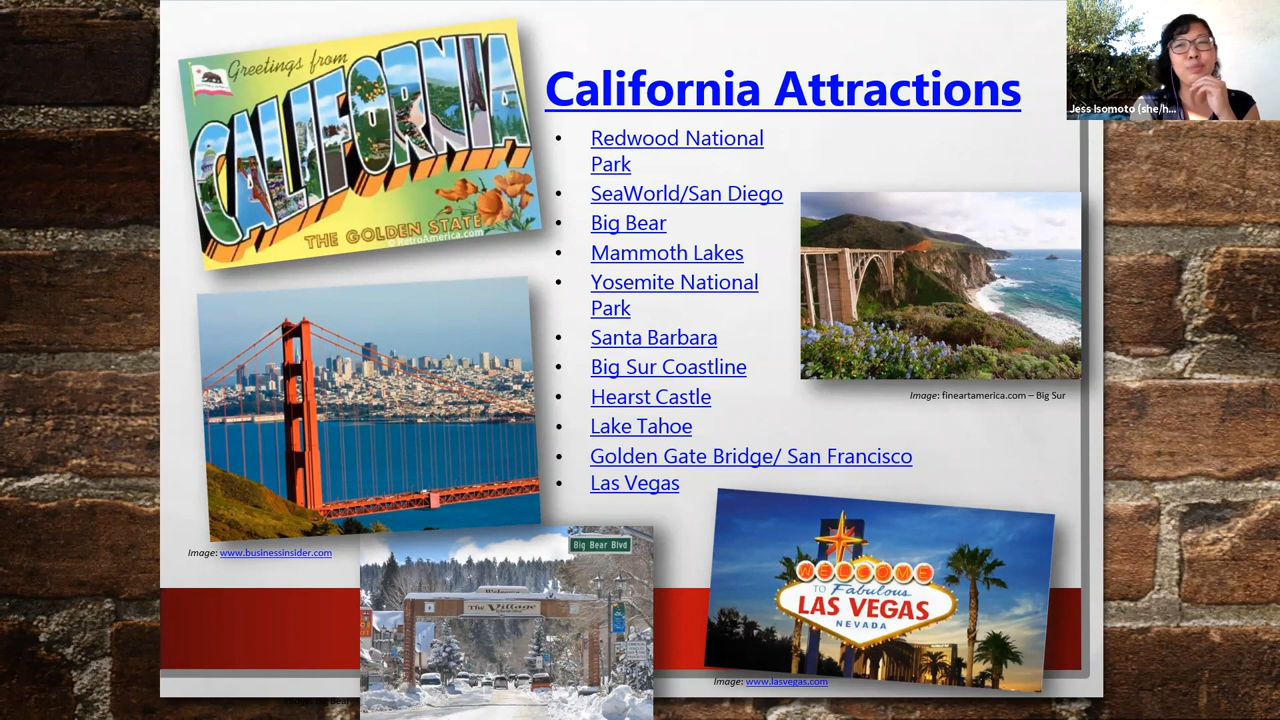 Greetings from
CALIFORNIA
THE GOLDEN STATE
© RetroAmerica.com
California Attractions
• Redwood National
Park
• SeaWorld/San Diego
• Big Bear
• Mammoth Lakes
• Yosemite National
Park
• Santa Barbara
• Big Sur Coastline
• Hearst Castle
• Lake Tahoe
• Golden Gate Bridge/ San Francisco
• Las Vegas
Jess Isomoto (she/h...
Image: fineartamerica.com – Big Sur
Image: www.businessinsider.com
Big Bear Blvd
Welcome
The Village
WELCOME
TO Fabulous
LAS VEGAS
NEVADA
Image: www.lasvegas.com